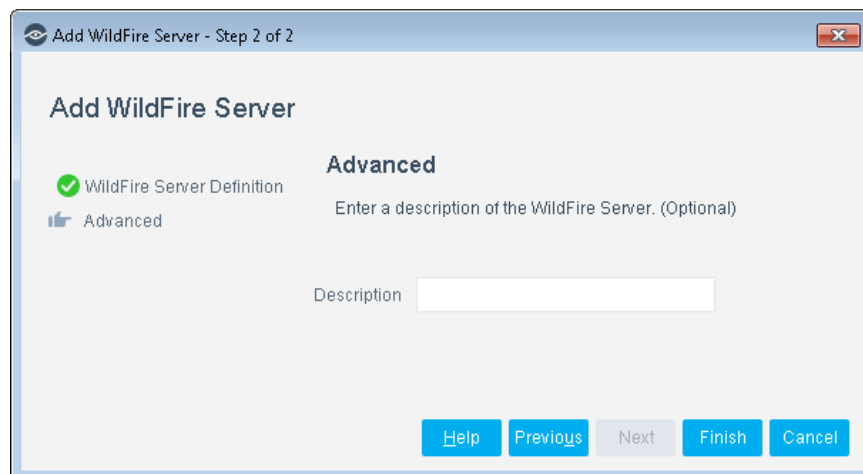 Add WildFire Server - Step 2 of 2
Add WildFire Server
WildFire Server Definition
Advanced
Advanced
Enter a description of the WildFire Server. (Optional)
Description
Help Previous Next Finish Cancel